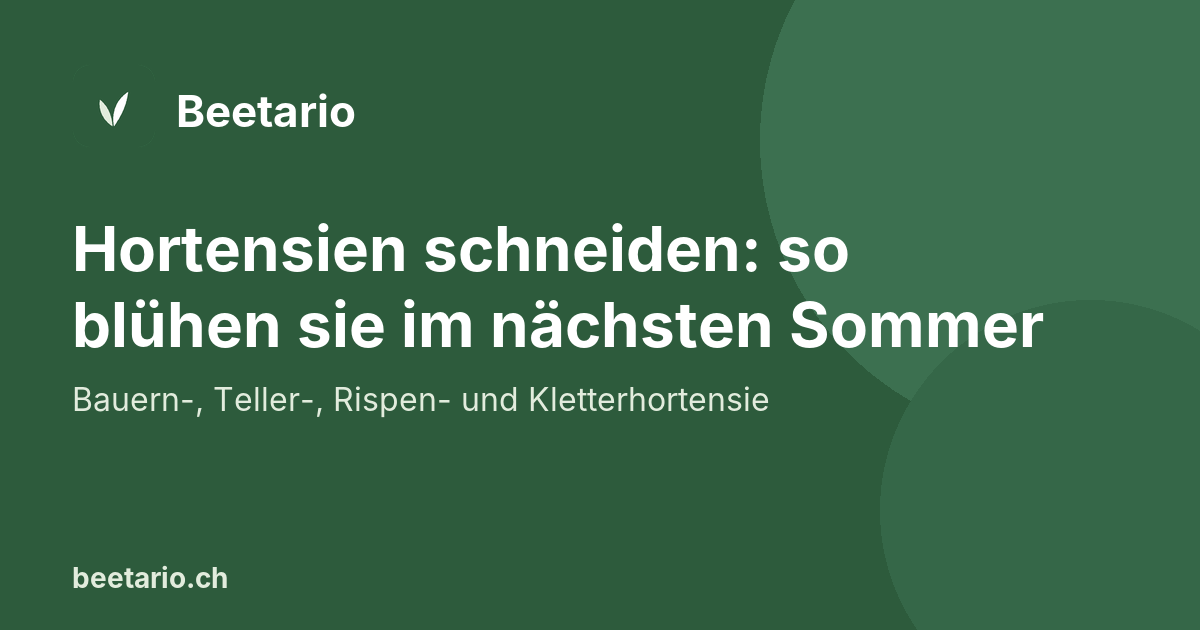 Beetario
Hortensien schneiden: so
blühen sie im nächsten Sommer
Bauern-, Teller-, Rispen- und Kletterhortensie
beetario.ch